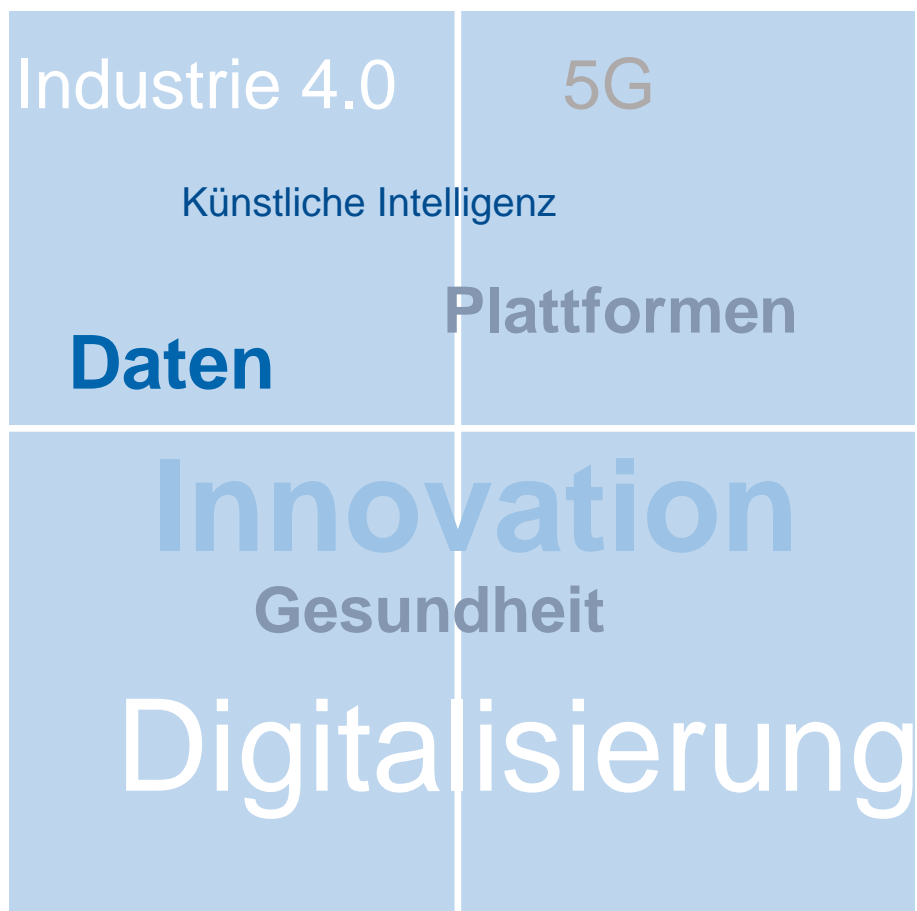 Industrie 4.0 5G
Künstliche Intelligenz
Plattformen
Daten
Innovation
Gesundheit
Digitalisierung